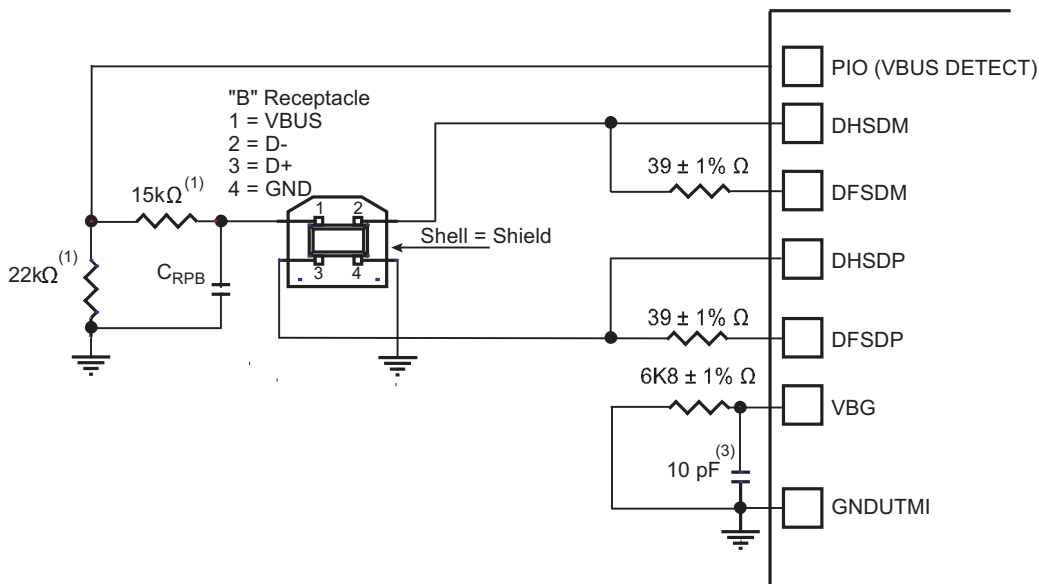 PIO (VBUS DETECT)
"B" Receptacle
1 = VBUS
2 = D-
3 = D+
4 = GND
DHSDM
39 ± 1% Ω
DFSDM
15kΩ (1)
1 2
Shell = Shield
22kΩ (1)
CRPB
3 4
DHSDP
39 ± 1% Ω
DFSDP
6K8 ± 1% Ω
VBG
10 pF (3)
GNDUTMI